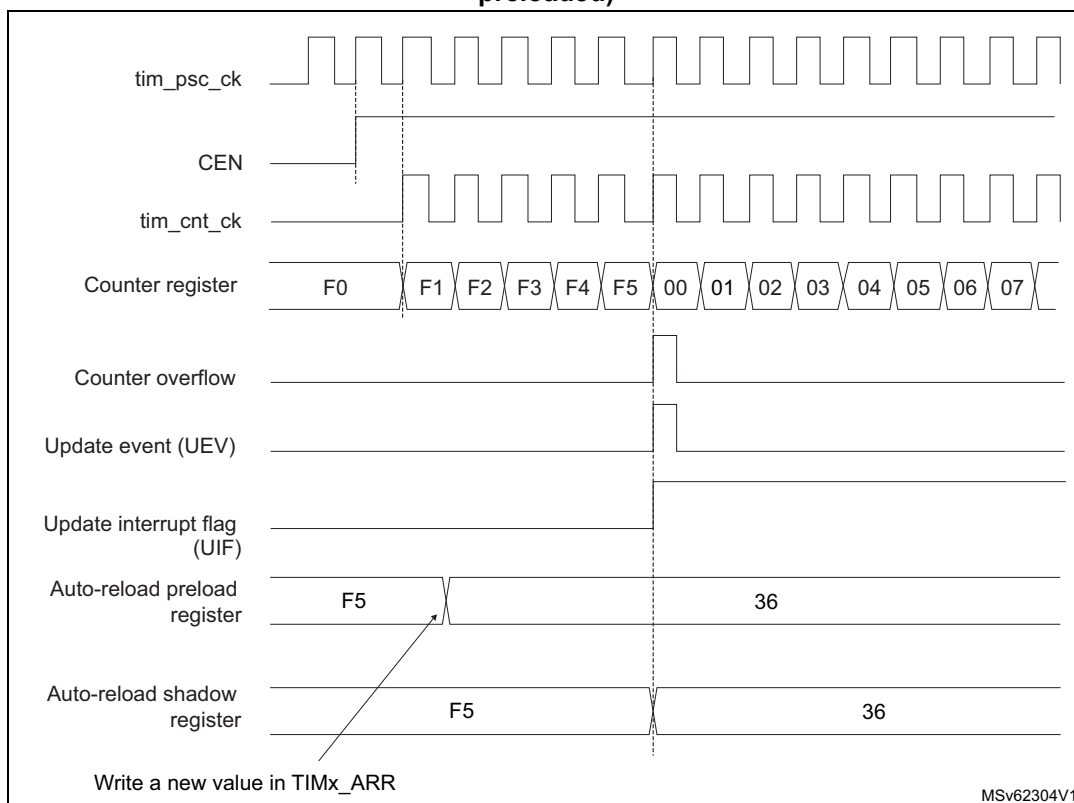 preloaded)
tim_psc_ck
CEN
tim_cnt_ck
Counter register
F0 F1 F2 F3 F4 F5 00 01 02 03 04 05 06 07
Counter overflow
Update event (UEV)
Update interrupt flag
(UIF)
Auto-reload preload
register
F5 36
Auto-reload shadow
register
F5 36
Write a new value in TIMx_ARR
MSv62304V1